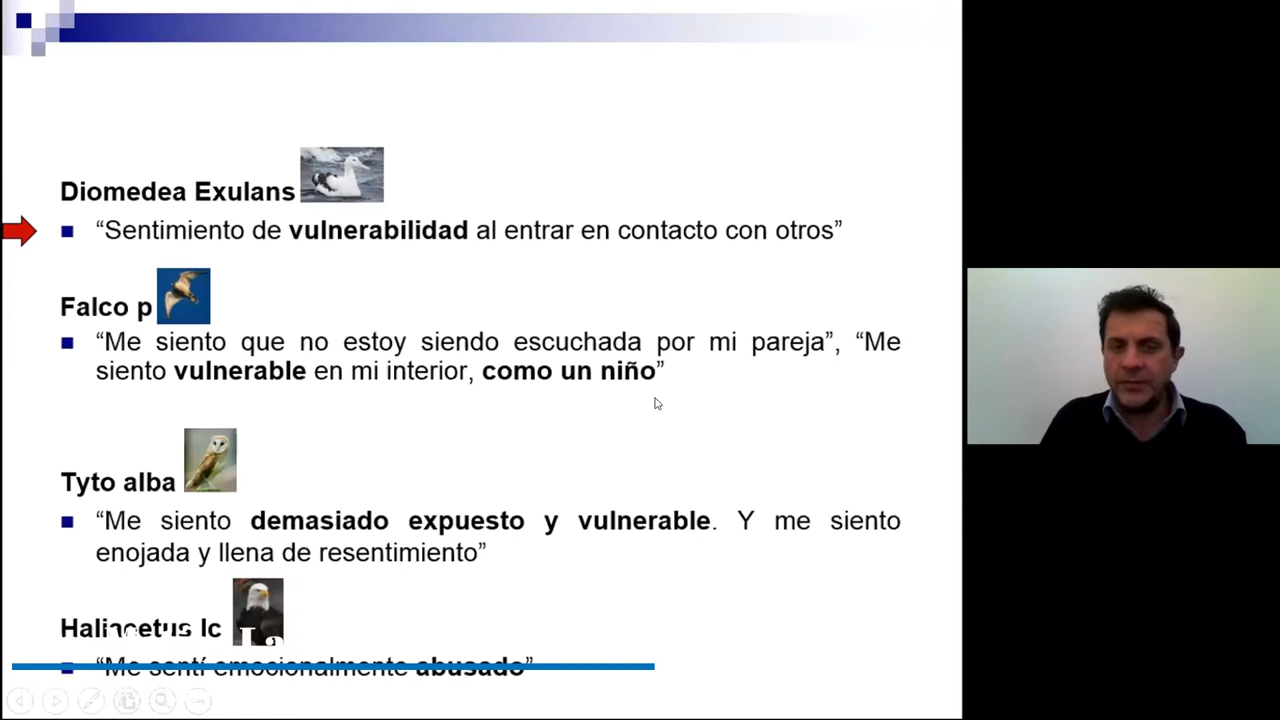 Diomedea Exulans
“Sentimiento de vulnerabilidad al entrar en contacto con otros”
Falco p
“Me siento que no estoy siendo escuchada por mi pareja”, “Me
siento vulnerable en mi interior, como un niño”
Tyto alba
“Me siento demasiado expuesto y vulnerable. Y me siento
enojada y llena de resentimiento”
Haliacetus lc
“Me sentí emocionalmente abusado”